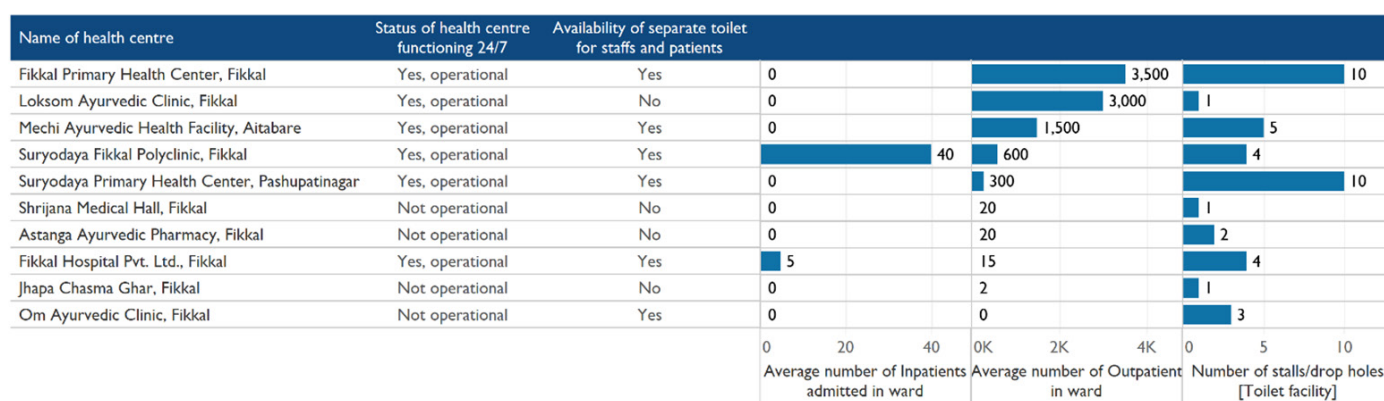 Name of health centre Status of health centre functioning 24/7 Availability of separate toilet for staffs and patients
Fikkal Primary Health Center, Fikkal Yes, operational Yes 0 3,500 10
Loksom Ayurvedic Clinic, Fikkal Yes, operational No 0 3,000 1
Mechi Ayurvedic Health Facility, Aitabare Yes, operational Yes 0 1,500 5
Suryodaya Fikkal Polyclinic, Fikkal Yes, operational Yes 40 600 4
Suryodaya Primary Health Center, Pashupatinagar Yes, operational Yes 0 300 10
Shrijana Medical Hall, Fikkal Not operational No 0 20 1
Astanga Ayurvedic Pharmacy, Fikkal Not operational No 0 20 2
Fikkal Hospital Pvt. Ltd., Fikkal Yes, operational Yes 5 15 4
Jhapa Chasma Ghar, Fikkal Not operational No 0 2 1
Om Ayurvedic Clinic, Fikkal Not operational Yes 0 0 3
0 20 40 0K 2K 4K 0 5 10
Average number of Inpatients Average number of Outpatient Number of stalls/drop holes
admitted in ward in ward [Toilet facility]